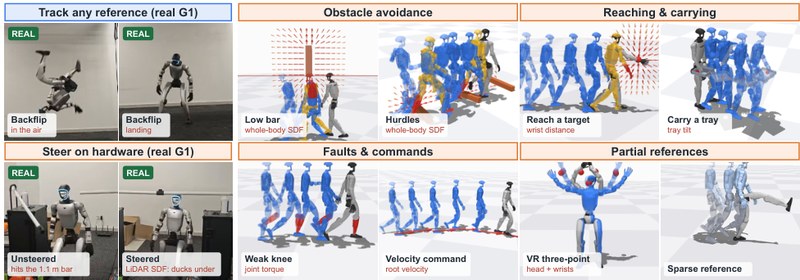 Track any reference (real G1)
Obstacle avoidance
Reaching & carrying
REAL
REAL
Backflip
in the air
Backflip
landing
Low bar
whole-body SDF
Hurdles
whole-body SDF
Reach a target
wrist distance
Carry a tray
tray tilt
Steer on hardware (real G1)
Faults & commands
Partial references
REAL
REAL
Unsteered
hits the 1.1 m bar
Steered
LiDAR SDF: ducks under
Weak knee
joint torque
Velocity command
root velocity
VR three-point
head + wrists
Sparse reference